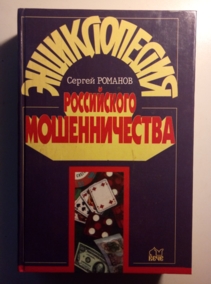 ЭНЦИКЛОПЕДИЯ
Сергей РОМАНОВ
РОССИЙСКОГО
МОШЕННИЧЕСТВА